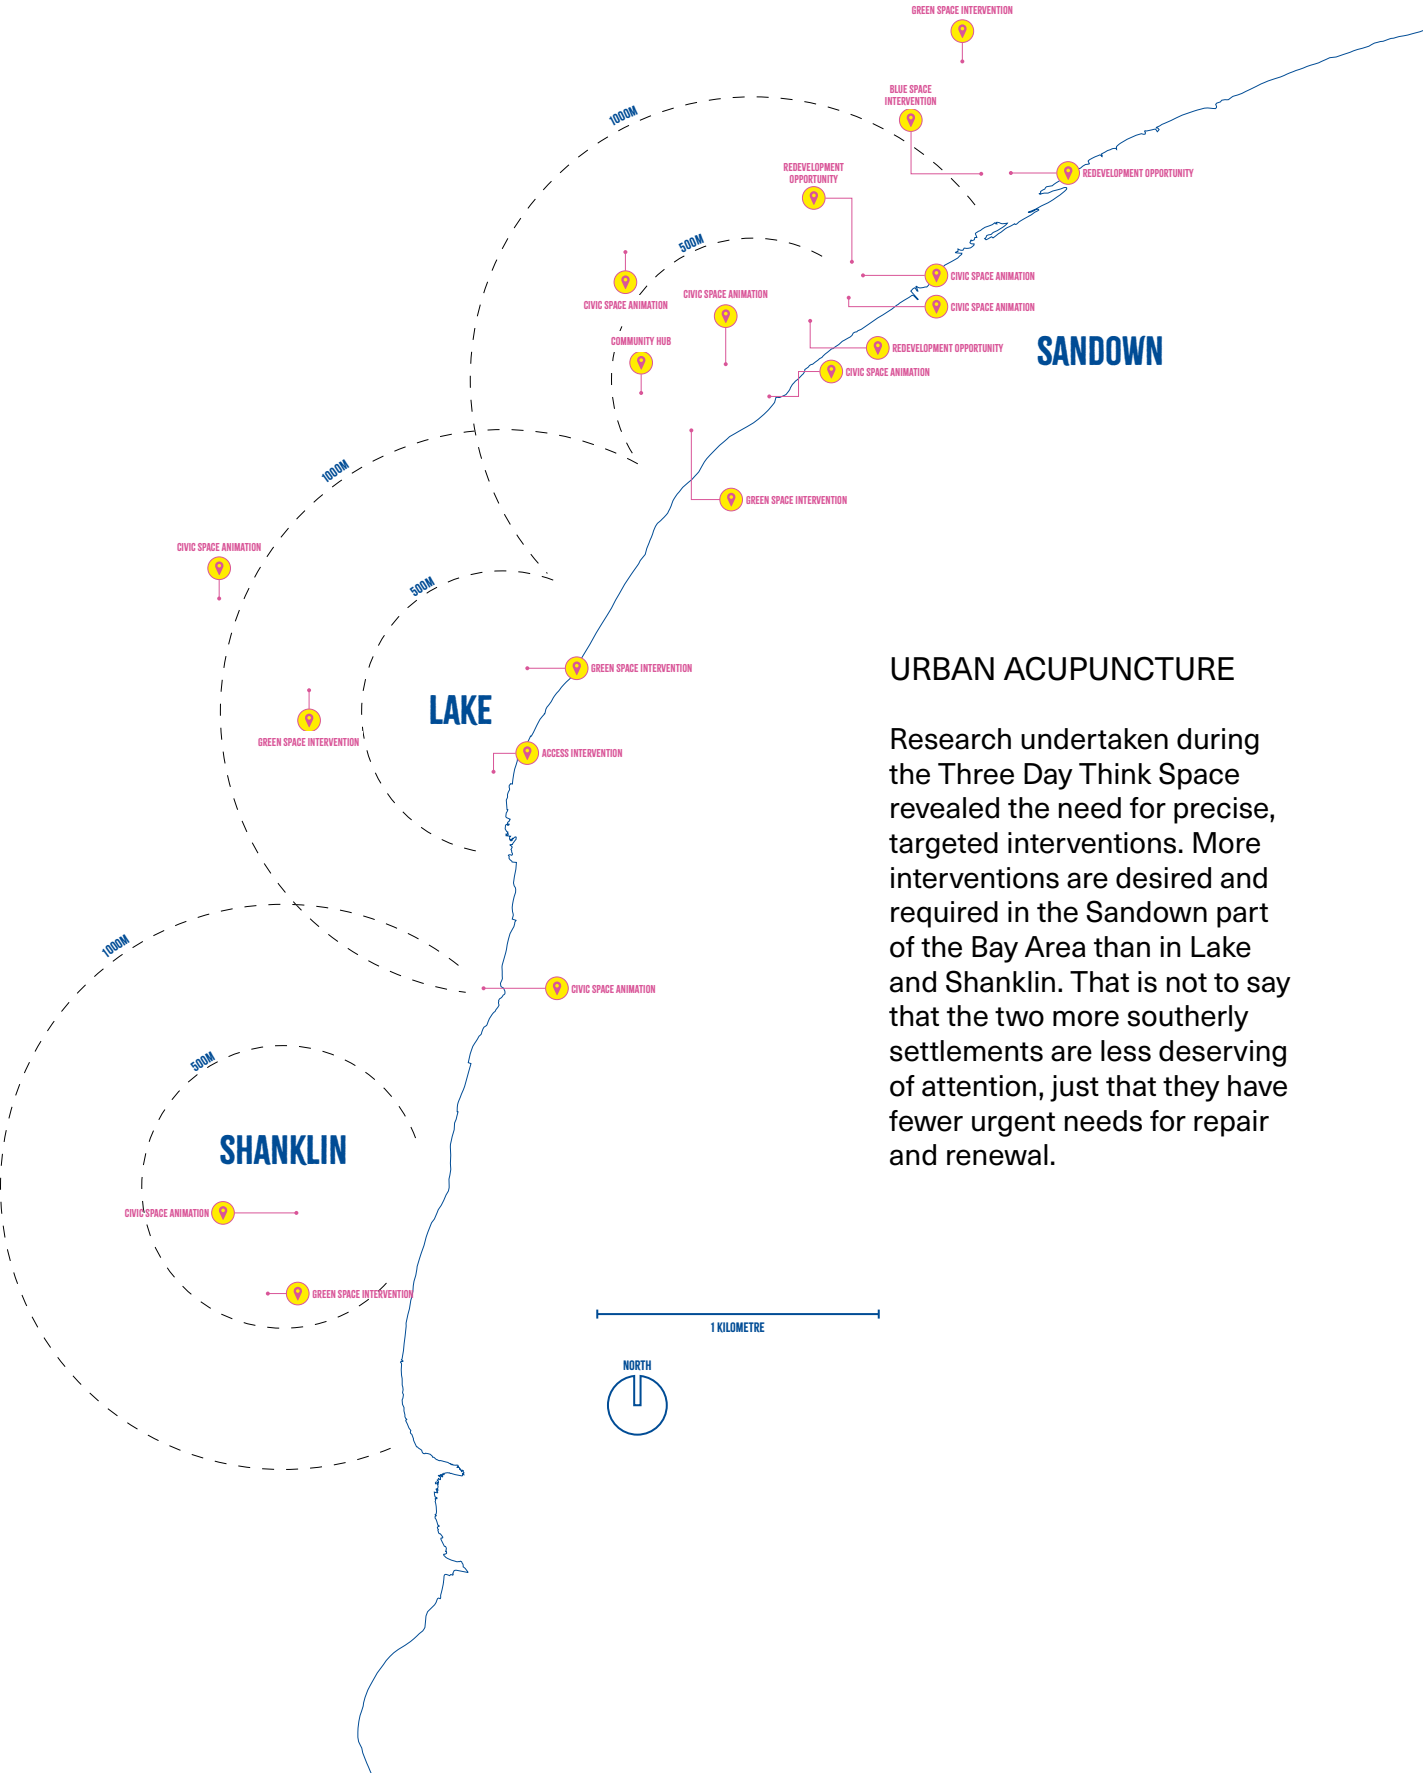 GREEN SPACE INTERVENTION
BLUE SPACE
INTERVENTION
1000M
REDEVELOPMENT
OPPORTUNITY
REDEVELOPMENT OPPORTUNITY
500M
CIVIC SPACE ANIMATION
CIVIC SPACE ANIMATION
CIVIC SPACE ANIMATION
CIVIC SPACE ANIMATION
COMMUNITY HUB
REDEVELOPMENT OPPORTUNITY
SANDOWN
CIVIC SPACE ANIMATION
1000M
GREEN SPACE INTERVENTION
CIVIC SPACE ANIMATION
500M
GREEN SPACE INTERVENTION
LAKE
GREEN SPACE INTERVENTION
ACCESS INTERVENTION
URBAN ACUPUNCTURE
Research undertaken during
the Three Day Think Space
revealed the need for precise,
targeted interventions. More
interventions are desired and
required in the Sandown part
of the Bay Area than in Lake
and Shanklin. That is not to say
that the two more southerly
settlements are less deserving
of attention, just that they have
fewer urgent needs for repair
and renewal.
1000M
CIVIC SPACE ANIMATION
500M
SHANKLIN
CIVIC SPACE ANIMATION
GREEN SPACE INTERVENTION
1 KILOMETRE
NORTH